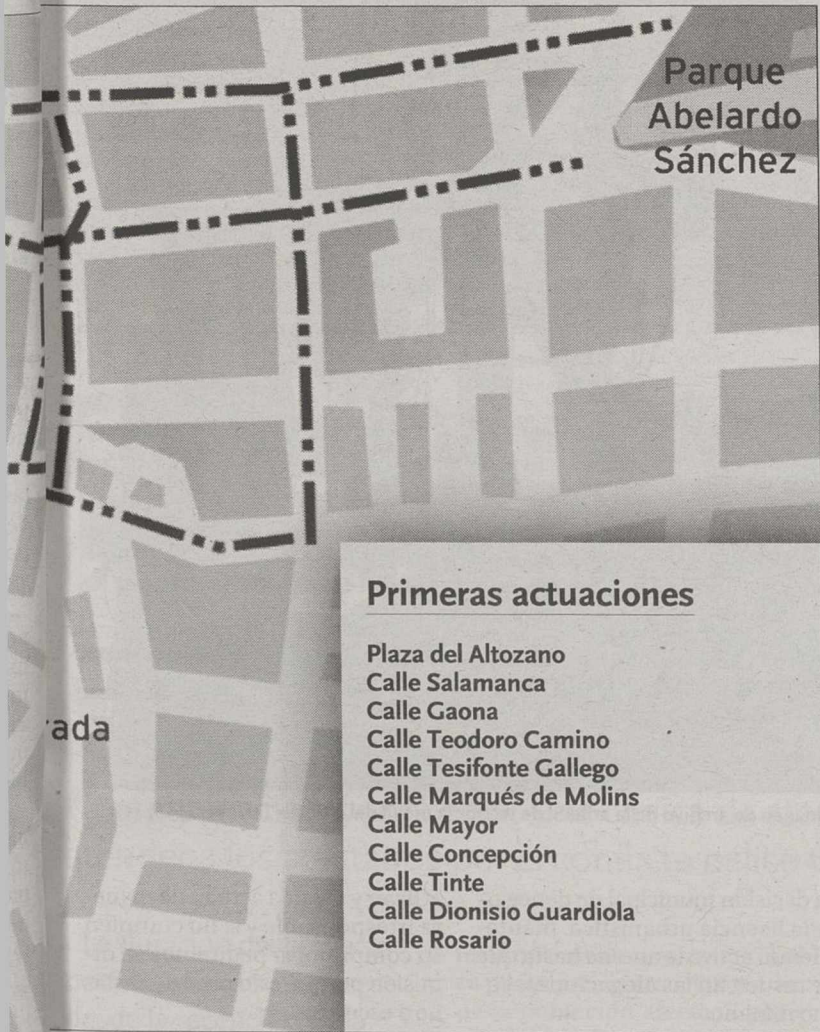 Parque
Abelardo
Sánchez
rada
Primeras actuaciones
Plaza del Altozano
Calle Salamanca
Calle Gaona
Calle Teodoro Camino
Calle Tesifonte Gallego
Calle Marqués de Molins
Calle Mayor
Calle Concepción
Calle Tinte
Calle Dionisio Guardiola
Calle Rosario